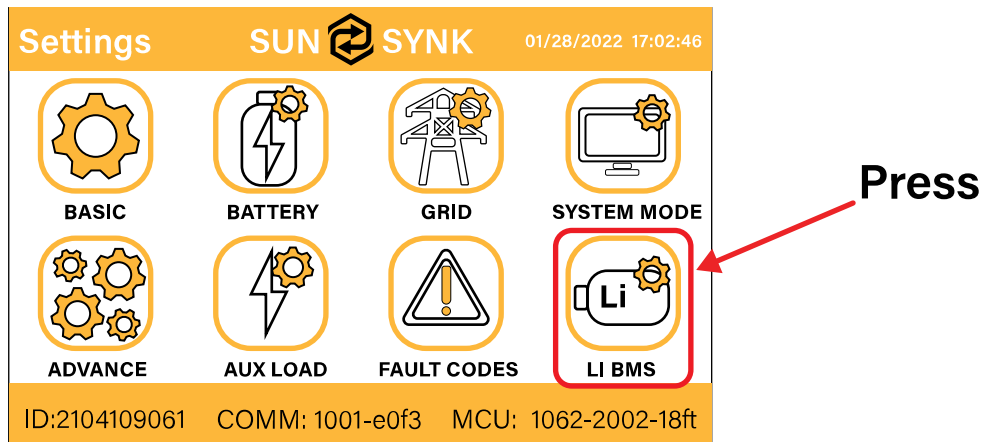 Settings SUN SYNK 01/28/2022 17:02:46
Press
BASIC BATTERY GRID SYSTEM MODE
Li
ADVANCE AUX LOAD FAULT CODES LI BMS
ID:2104109061 COMM: 1001-e0f3 MCU: 1062-2002-18ft